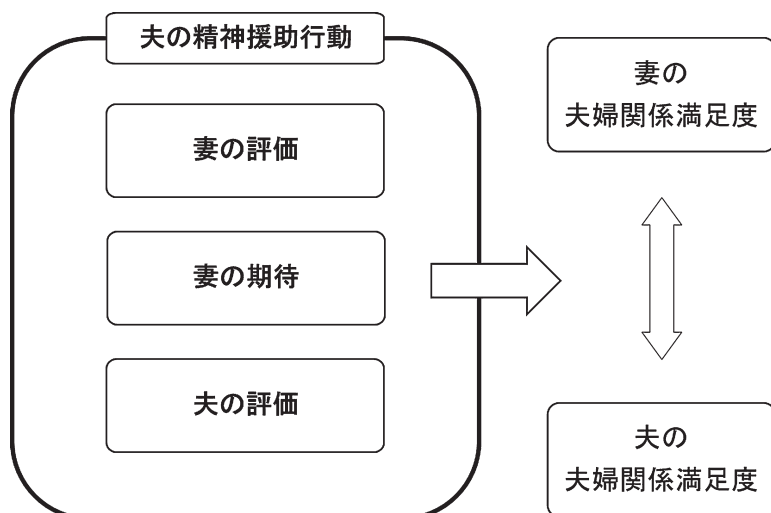 夫の精神援助行動
妻の評価
妻の期待
夫の評価
妻の
夫婦関係満足度
夫の
夫婦関係満足度